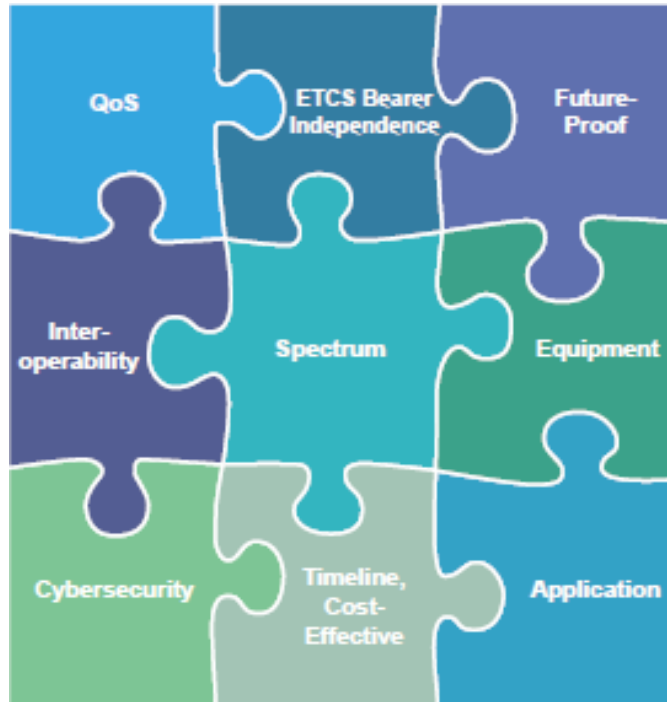 QoS
ETCS Bearer
Independence
Future-
Proof
Inter-
operability
Spectrum
Equipment
Cybersecurity
Timeline,
Cost-
Effective
Application